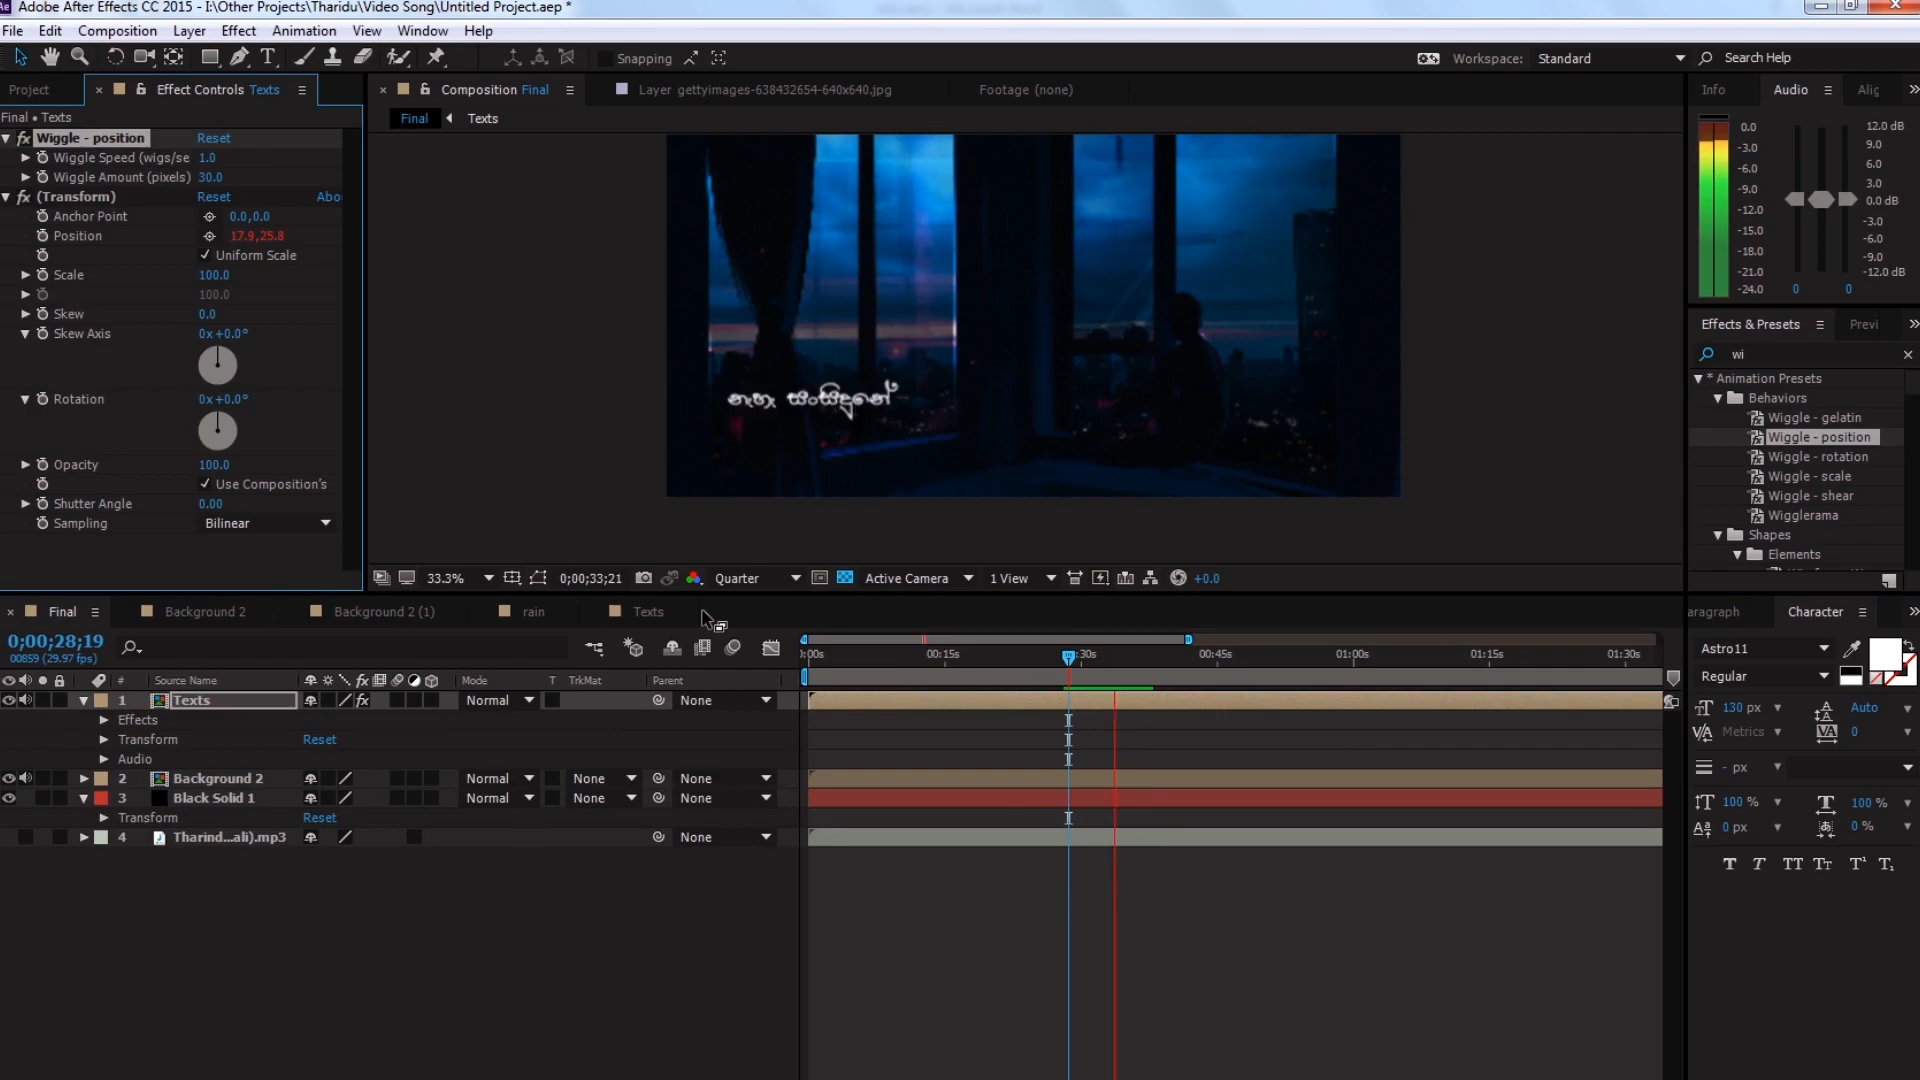 Adobe After Effects CC 2015 - I:\Other Projects\Tharidu\Video Song\Untitled Project.aep *
File Edit Composition Layer Effect Animation View Window Help
Snapping
Workspace: Standard
Search Help
Project
Effect Controls Texts
Composition Final
Layer gettyimages-638432654-640x640.jpg
Footage (none)
Info Audio Alig
Final • Texts
Final Texts
fx Wiggle - position Reset
Wiggle Speed (wigs/se 1.0
Wiggle Amount (pixels) 30.0
fx (Transform) Reset Abo
Anchor Point 0.0,0.0
Position 17.9,25.8
Uniform Scale
Scale 100.0
100.0
Skew 0.0
Skew Axis 0x+0.0°
Rotation 0x+0.0°
Opacity 100.0
Use Composition's
Shutter Angle 0.00
Sampling Bilinear
නැහැ සංසිඳුනේ
0.0 12.0 dB
-3.0 9.0
-6.0 6.0
-9.0 3.0
-12.0 0.0 dB
-15.0 -3.0
-18.0 -6.0
-21.0 -9.0
-24.0 -12.0 dB
0 0
Effects & Presets Previ
wi
* Animation Presets
Behaviors
Wiggle - gelatin
Wiggle - position
Wiggle - rotation
Wiggle - scale
Wiggle - shear
Wigglerama
Shapes
Elements
33.3% 0;00;33;21 Quarter Active Camera 1 View +0.0
Final Background 2 Background 2 (1) rain Texts
0;00;28;19
00859 (29.97 fps)
:00s 00:15s :30s 00:45s 01:00s 01:15s 01:30s
# Source Name fx Mode T TrkMat Parent
1 Texts fx Normal None
Effects
Transform Reset
Audio
2 Background 2 Normal None None
3 Black Solid 1 Normal None None
Transform Reset
4 Tharind...ali).mp3 None
aragraph Character
Astro11
Regular
130 px Auto
Metrics 0
- px
100 % 100 %
0 px 0 %
T T TT Tт T¹ T₁